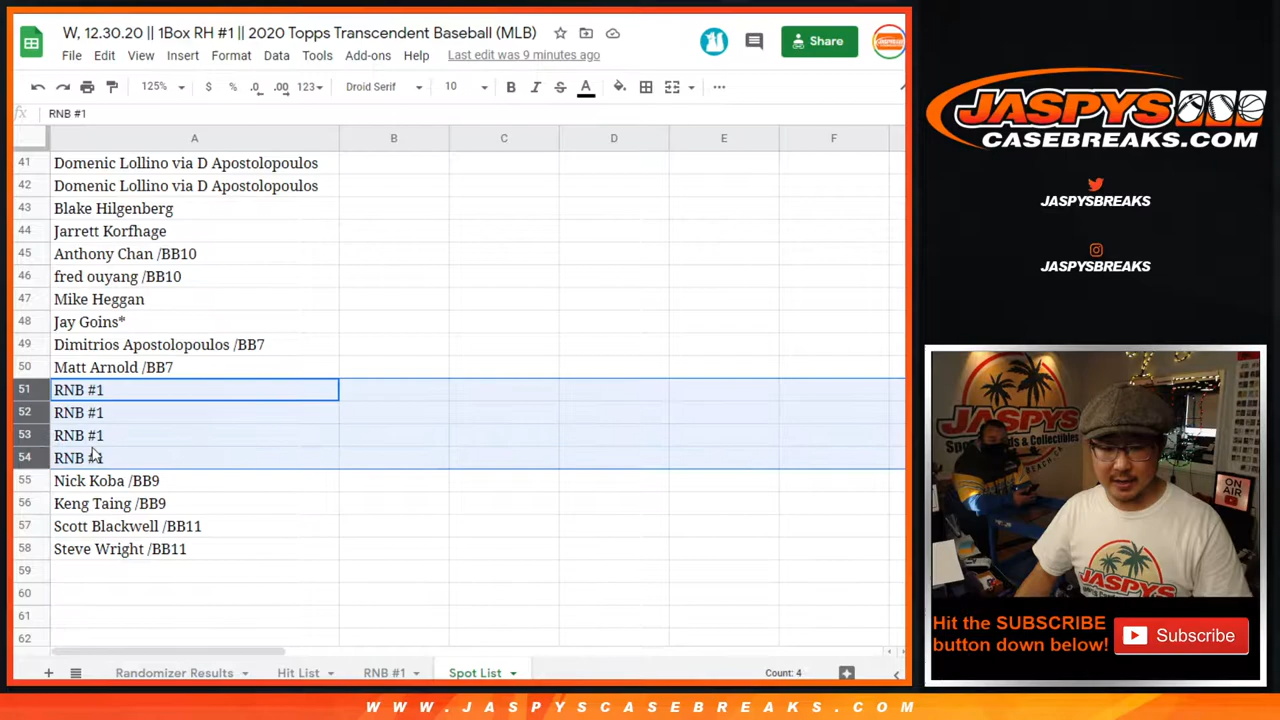 W, 12.30.20 || 1Box RH #1 || 2020 Topps Transcendent Baseball (MLB)
File Edit View Insert Format Data Tools Add-ons Help Last edit was 9 minutes ago
Share
125% $ % .0 .00 123 Droid Serif 10 B I S A
fx RNB #1
A B C D E F
41 Domenic Lollino via D Apostolopoulos
42 Domenic Lollino via D Apostolopoulos
43 Blake Hilgenberg
44 Jarrett Korfhage
45 Anthony Chan /BB10
46 fred ouyang /BB10
47 Mike Heggan
48 Jay Goins*
49 Dimitrios Apostolopoulos /BB7
50 Matt Arnold /BB7
51 RNB #1
52 RNB #1
53 RNB #1
54 RNB #1
55 Nick Koba /BB9
56 Keng Taing /BB9
57 Scott Blackwell /BB11
58 Steve Wright /BB11
59
60
61
62
Randomizer Results Hit List RNB #1 Spot List Count: 4
JASPYS
CASEBREAKS.COM
JASPYSBREAKS
JASPYSBREAKS
JASPYS
ON
AIR
JASPYS
Hit the SUBSCRIBE
button down below!
Subscribe
WWW.JASPYSCASEBREAKS.COM